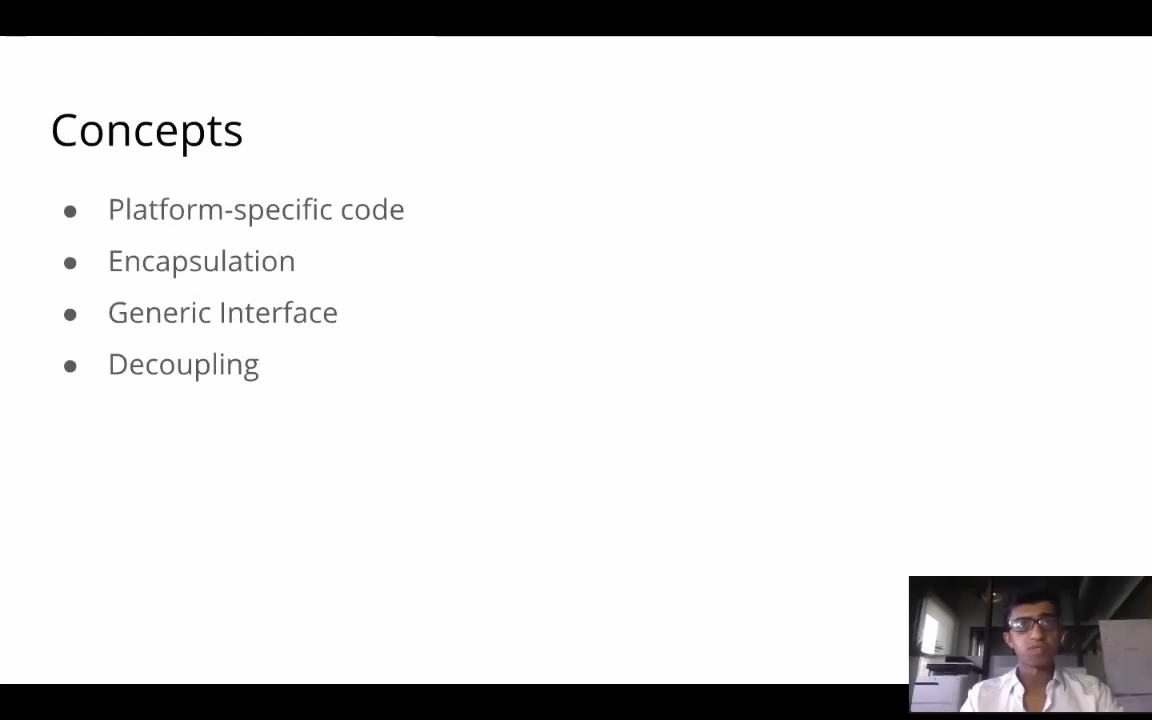 Concepts
● Platform-specific code
● Encapsulation
● Generic Interface
● Decoupling